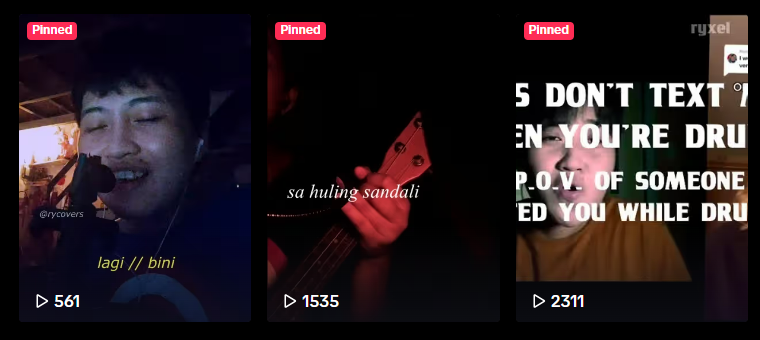 Pinned
@rycovers
lagi // bini
561
Pinned
sa huling sandali
1535
Pinned
ryxel
S DON'T TEXT
EN YOU'RE DRU
P.O.V. OF SOMEONE
TED YOU WHILE DRU
2311